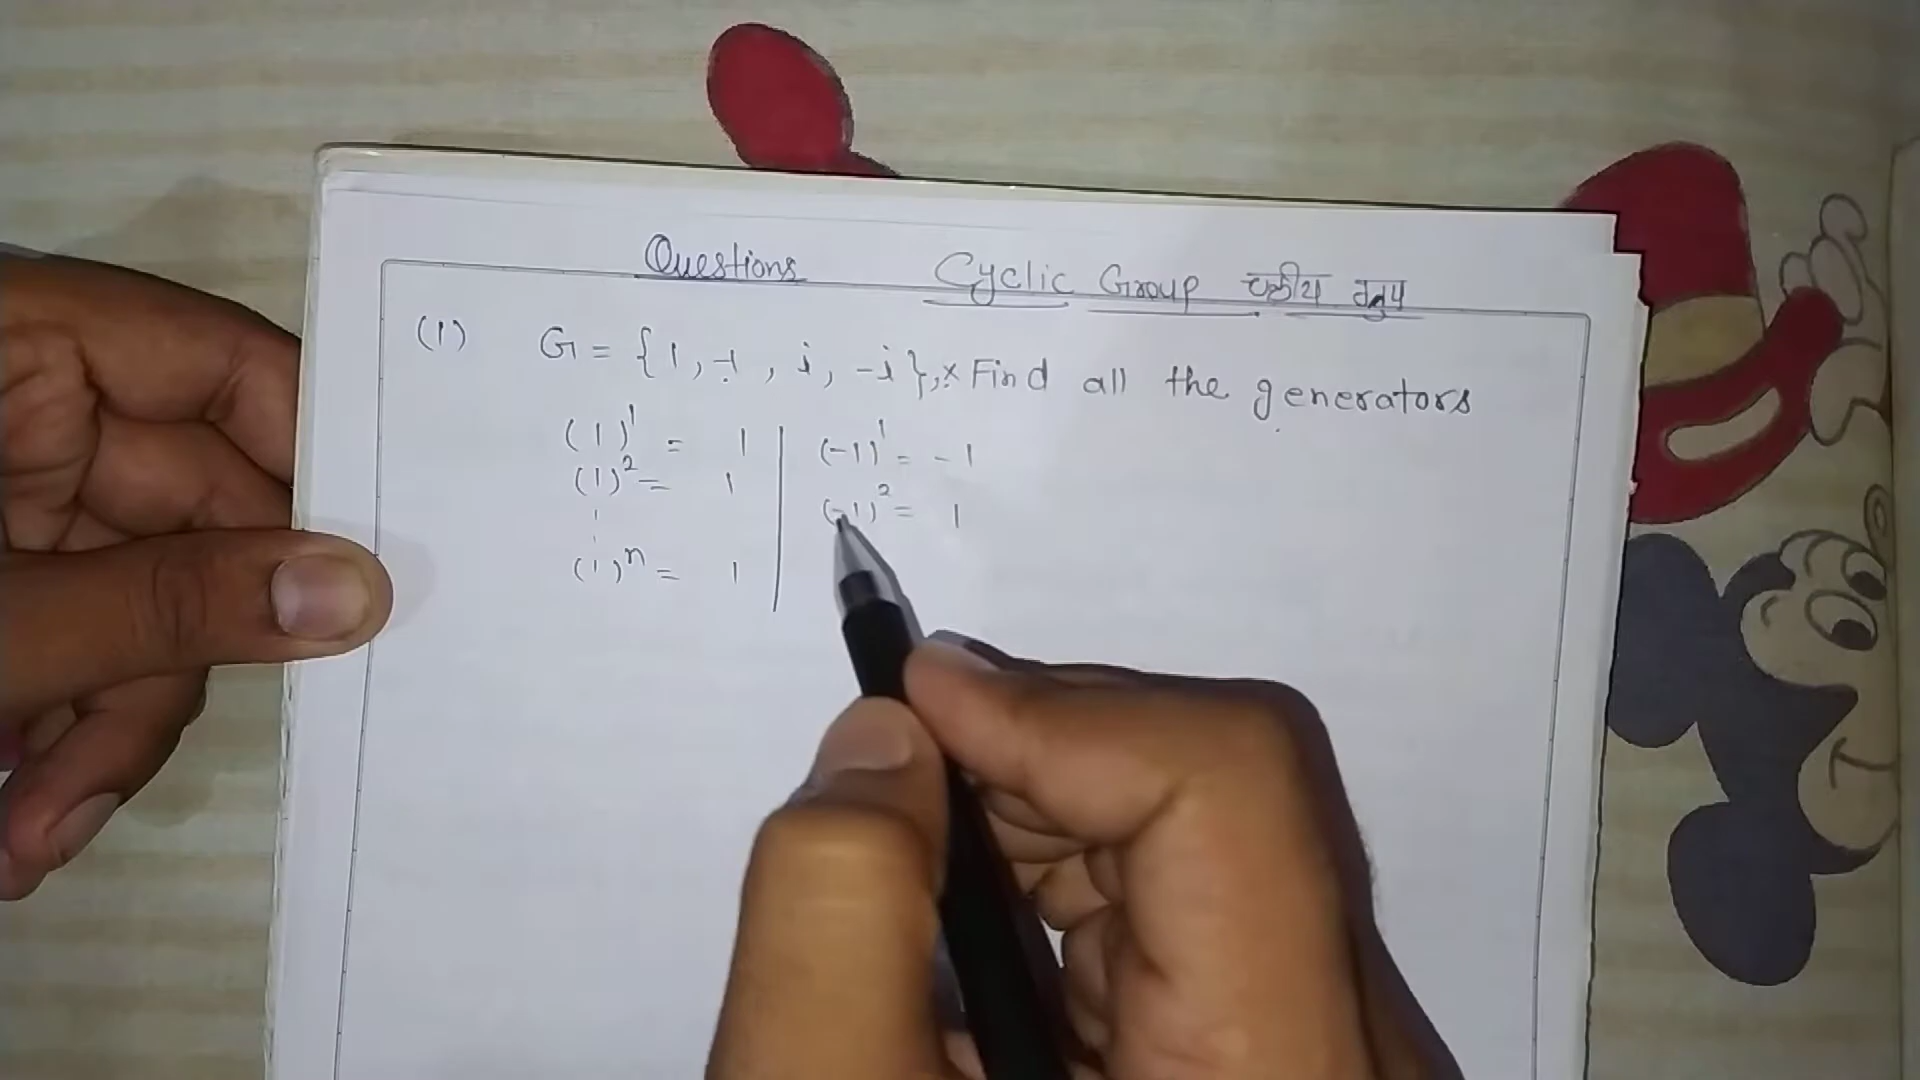 Questions Cyclic Group चक्रीय समूह
(1) G = {1, -1, i, -i}, × Find all the generators
(1)¹ = 1 | (-1)¹ = -1
(1)² = 1 | (-1)² = 1
⋮
(1)ⁿ = 1